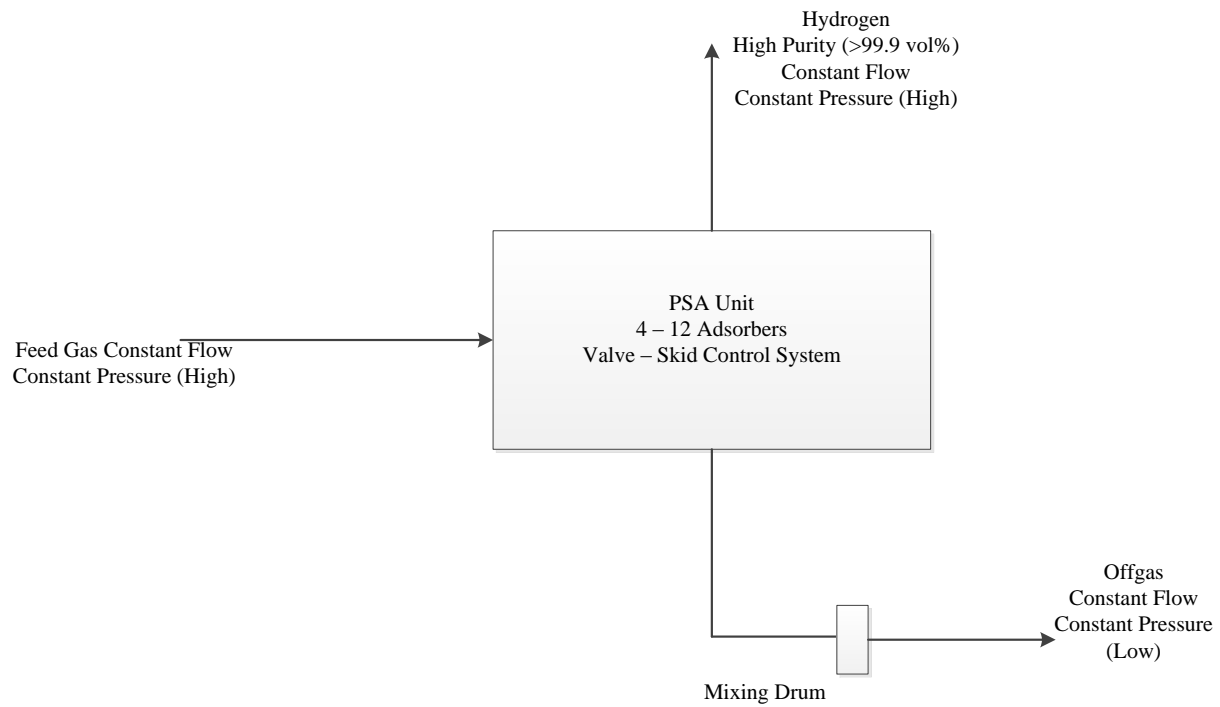 Hydrogen
High Purity (>99.9 vol%)
Constant Flow
Constant Pressure (High)
PSA Unit
4 – 12 Adsorbers
Valve – Skid Control System
Feed Gas Constant Flow
Constant Pressure (High)
Offgas
Constant Flow
Constant Pressure
(Low)
Mixing Drum